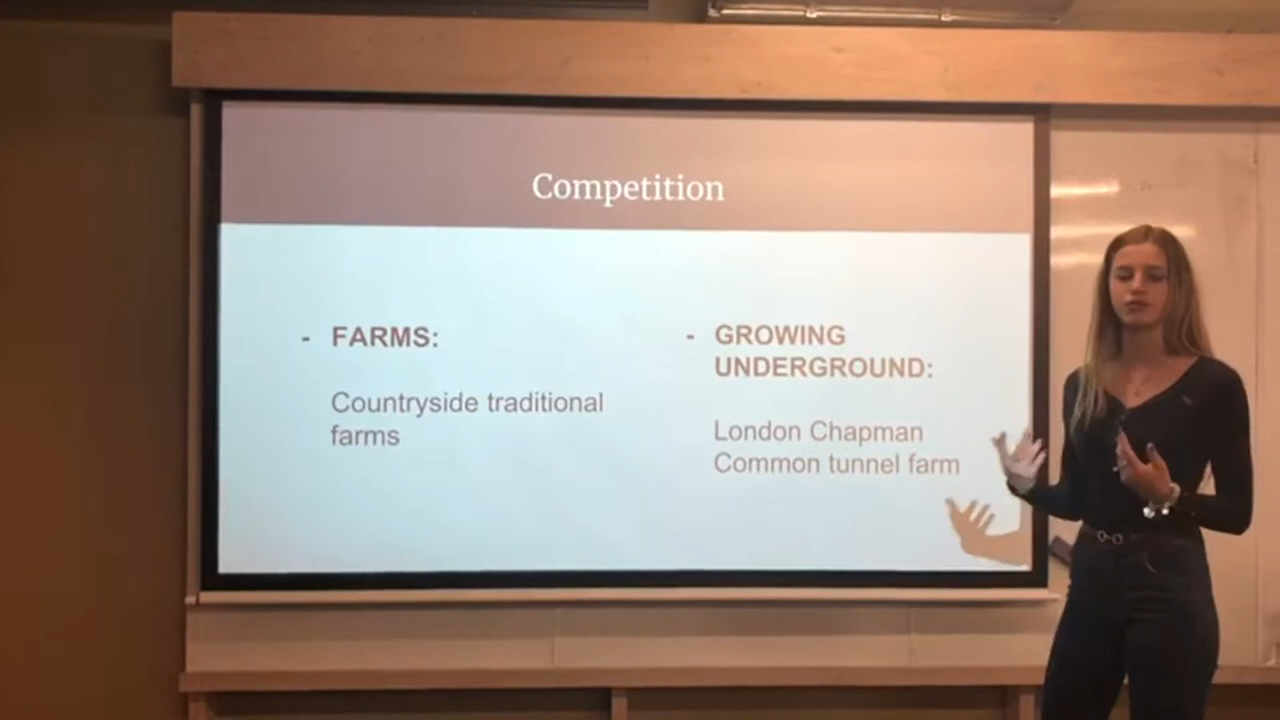 Competition
- FARMS:
Countryside traditional
farms
- GROWING
UNDERGROUND:
London Chapman
Common tunnel farm